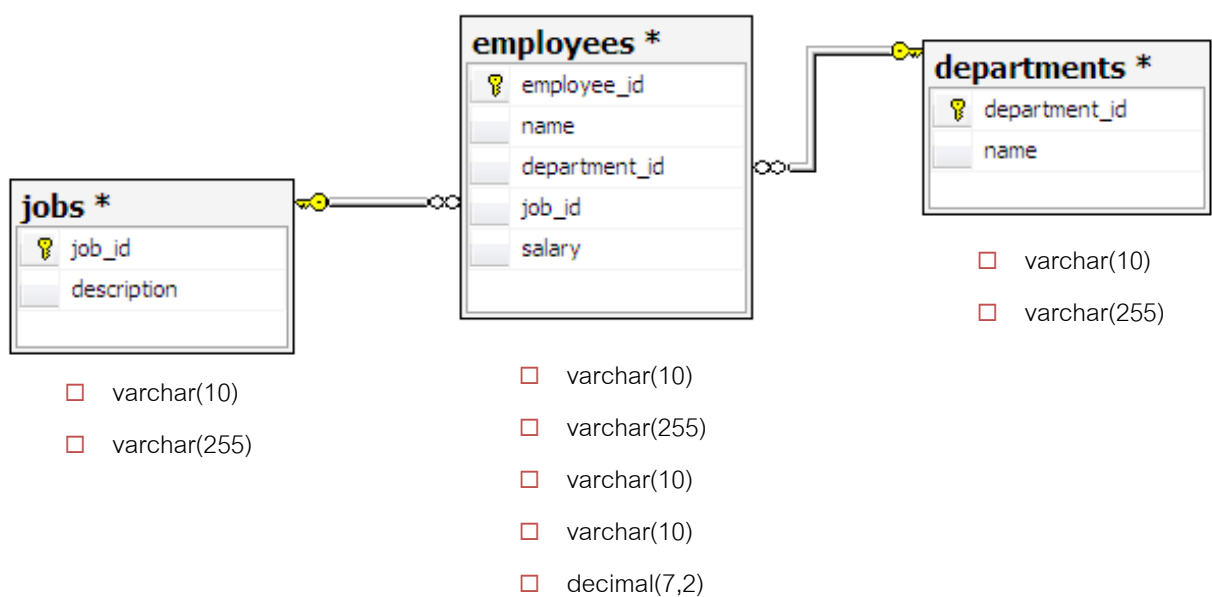 jobs *
job_id
description
varchar(10)
varchar(255)
employees *
employee_id
name
department_id
job_id
salary
varchar(10)
varchar(255)
varchar(10)
varchar(10)
decimal(7,2)
departments *
department_id
name
varchar(10)
varchar(255)